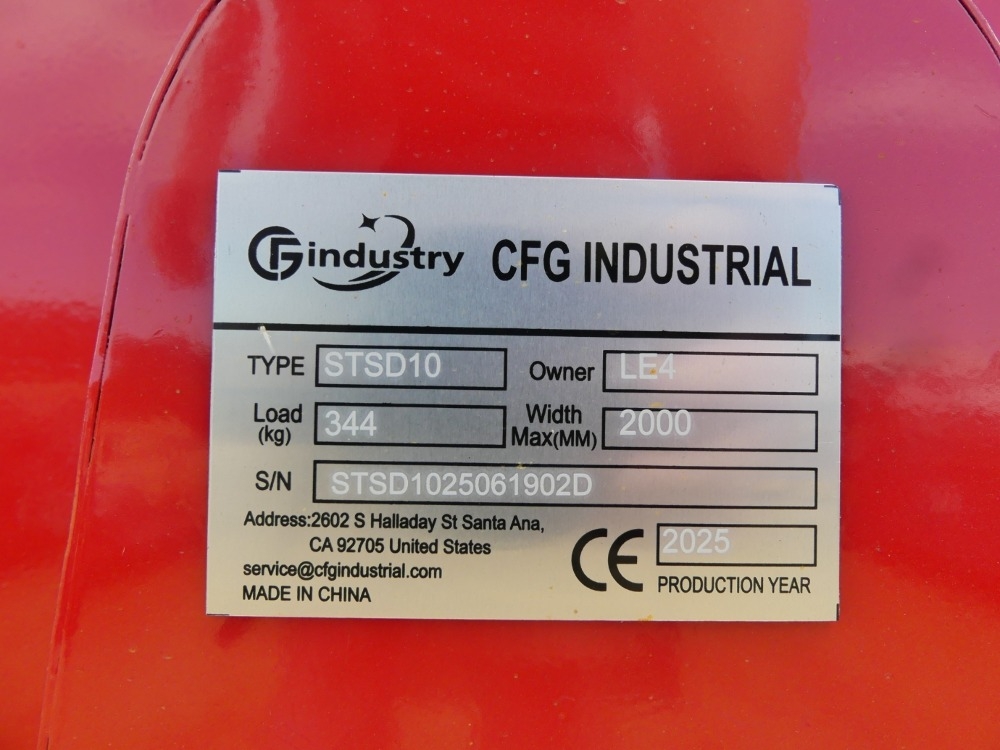 CFG industry CFG INDUSTRIAL
TYPE STSD10 Owner LE4
Load (kg) 344 Width Max(MM) 2000
S/N STSD1025061902D
Address:2602 S Halladay St Santa Ana,
CA 92705 United States
service@cfgindustrial.com
MADE IN CHINA
CE 2025
PRODUCTION YEAR